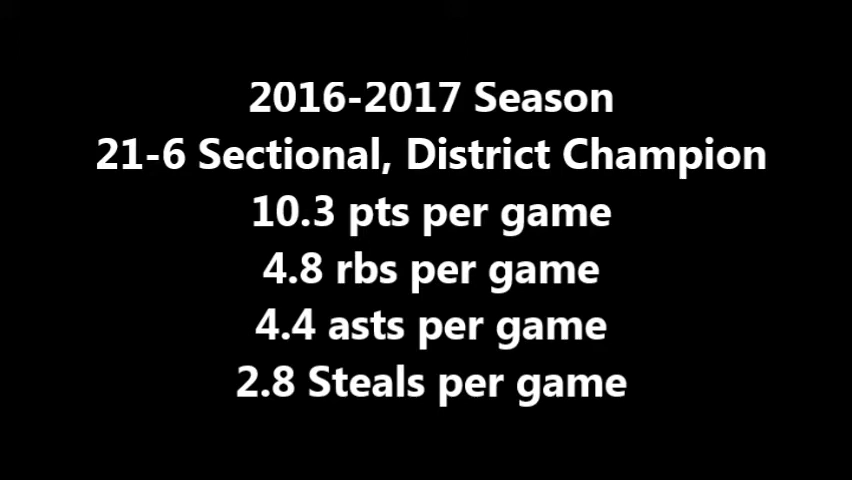 2016-2017 Season
21-6 Sectional, District Champion
10.3 pts per game
4.8 rbs per game
4.4 asts per game
2.8 Steals per game